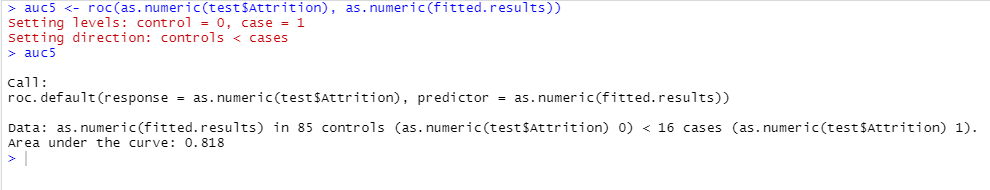 > auc5 <- roc(as.numeric(test$Attrition), as.numeric(fitted.results))
Setting levels: control = 0, case = 1
Setting direction: controls < cases
> auc5
Call:
roc.default(response = as.numeric(test$Attrition), predictor = as.numeric(fitted.results))
Data: as.numeric(fitted.results) in 85 controls (as.numeric(test$Attrition) 0) < 16 cases (as.numeric(test$Attrition) 1).
Area under the curve: 0.818
>